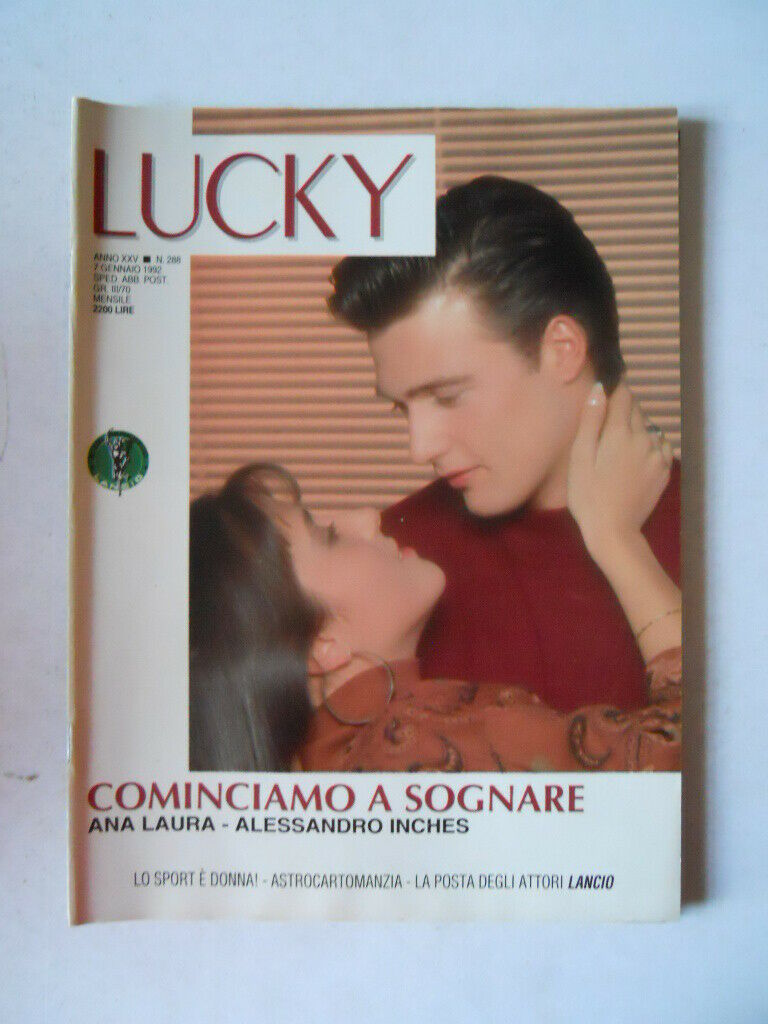 LUCKY
ANNO XXV ■ N. 288
7 GENNAIO 1992
SPED. ABB. POST.
GR. III/70
MENSILE
2200 LIRE
LANCIO
COMINCIAMO A SOGNARE
ANA LAURA - ALESSANDRO INCHES
LO SPORT È DONNA! - ASTROCARTOMANZIA - LA POSTA DEGLI ATTORI LANCIO